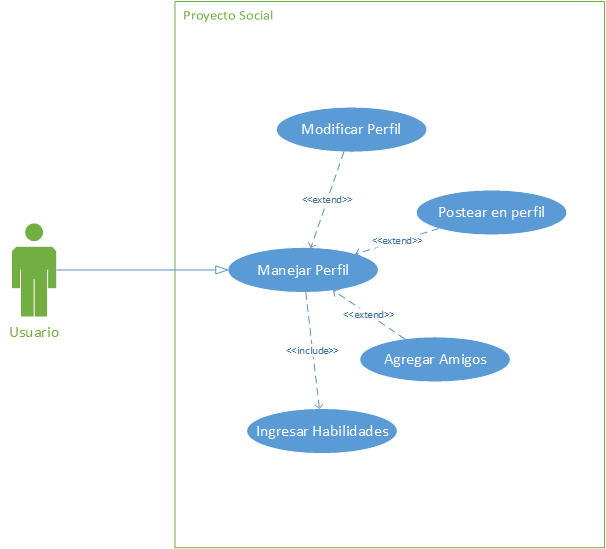 Proyecto Social
Modificar Perfil
<<extend>>
Postear en perfil
<<extend>>
Manejar Perfil
Usuario
<<extend>>
<<include>>
Agregar Amigos
Ingresar Habilidades